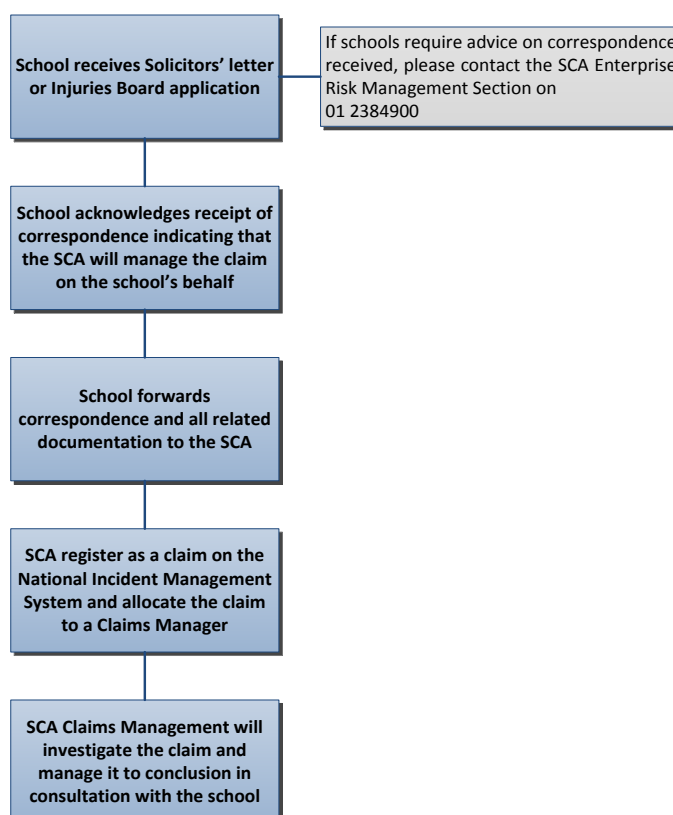 School receives Solicitors’ letter
or Injuries Board application
If schools require advice on correspondence
received, please contact the SCA Enterprise
Risk Management Section on
01 2384900
School acknowledges receipt of
correspondence indicating that
the SCA will manage the claim
on the school’s behalf
School forwards
correspondence and all related
documentation to the SCA
SCA register as a claim on the
National Incident Management
System and allocate the claim
to a Claims Manager
SCA Claims Management will
investigate the claim and
manage it to conclusion in
consultation with the school